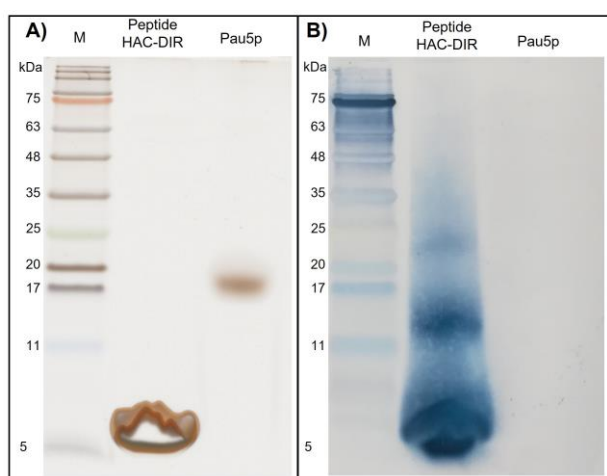 A)
M
Peptide
HAC-DIR
Pau5p
kDa
75
63
48
35
25
20
17
11
5
B)
M
Peptide
HAC-DIR
Pau5p
kDa
75
63
48
35
25
20
17
11
5